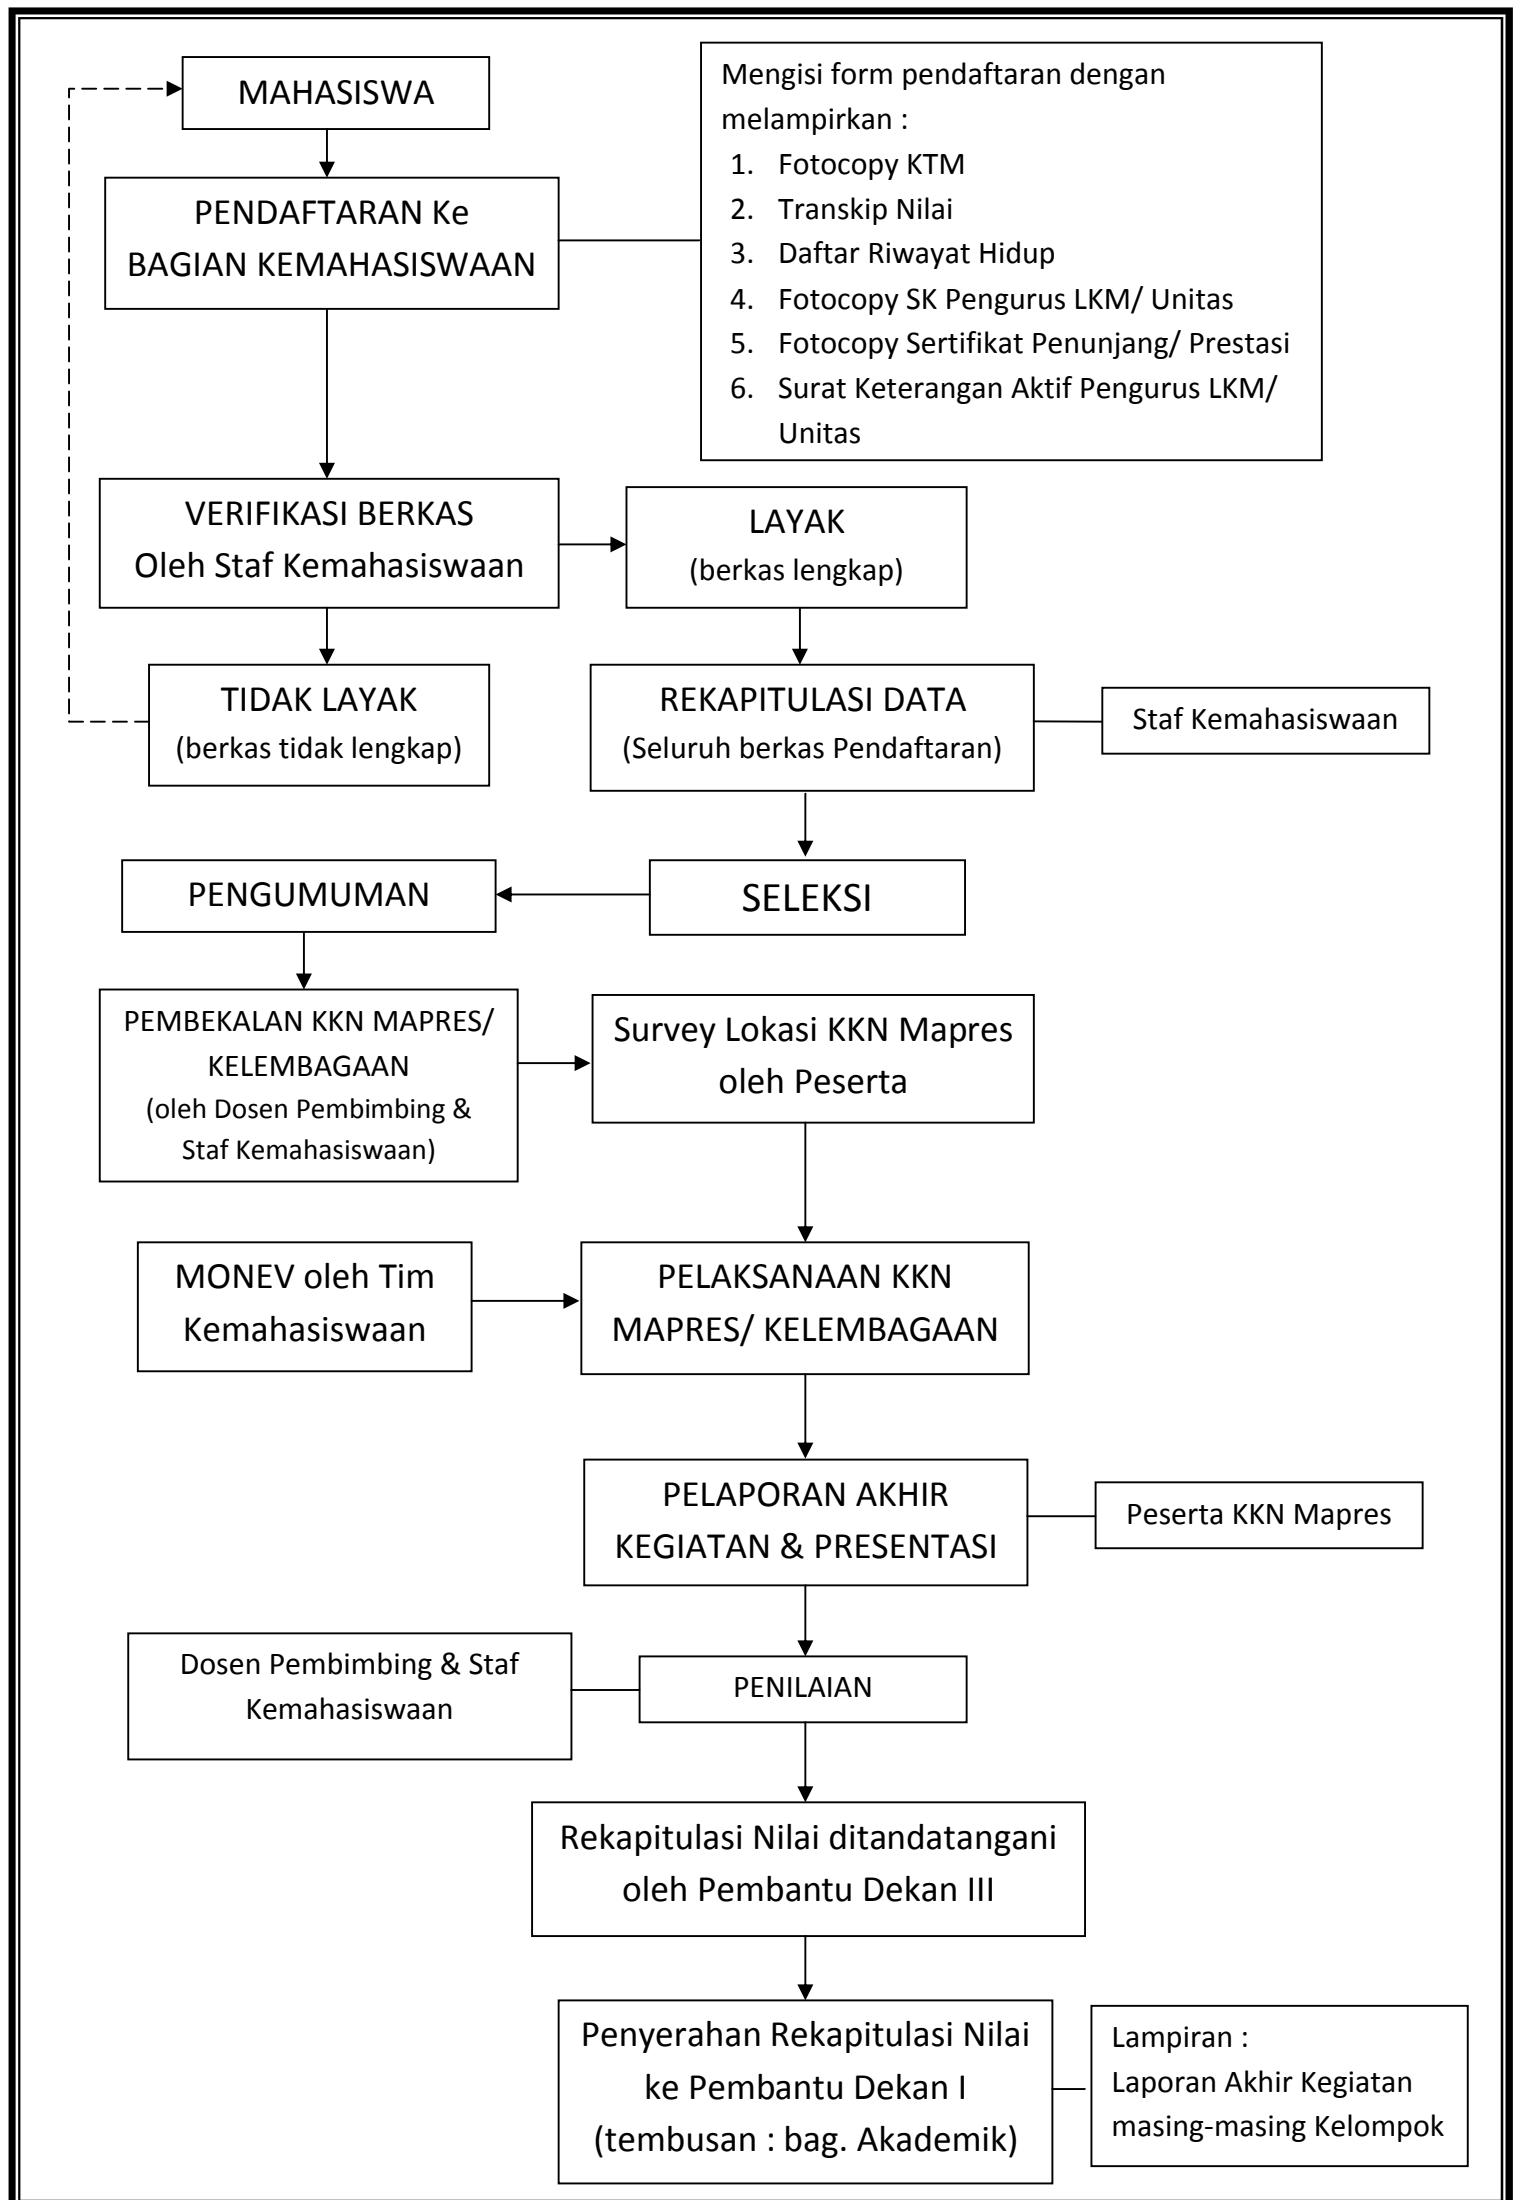 MAHASISWA
Mengisi form pendaftaran dengan
melampirkan :
1. Fotocopy KTM
2. Transkip Nilai
3. Daftar Riwayat Hidup
4. Fotocopy SK Pengurus LKM/ Unitas
5. Fotocopy Sertifikat Penunjang/ Prestasi
6. Surat Keterangan Aktif Pengurus LKM/
Unitas
PENDAFTARAN Ke
BAGIAN KEMAHASISWAAN
VERIFIKASI BERKAS
Oleh Staf Kemahasiswaan
LAYAK
(berkas lengkap)
TIDAK LAYAK
(berkas tidak lengkap)
REKAPITULASI DATA
(Seluruh berkas Pendaftaran)
Staf Kemahasiswaan
PENGUMUMAN
SELEKSI
PEMBEKALAN KKN MAPRES/
KELEMBAGAAN
(oleh Dosen Pembimbing &
Staf Kemahasiswaan)
Survey Lokasi KKN Mapres
oleh Peserta
MONEV oleh Tim
Kemahasiswaan
PELAKSANAAN KKN
MAPRES/ KELEMBAGAAN
PELAPORAN AKHIR
KEGIATAN & PRESENTASI
Peserta KKN Mapres
Dosen Pembimbing & Staf
Kemahasiswaan
PENILAIAN
Rekapitulasi Nilai ditandatangani
oleh Pembantu Dekan III
Penyerahan Rekapitulasi Nilai
ke Pembantu Dekan I
(tembusan : bag. Akademik)
Lampiran :
Laporan Akhir Kegiatan
masing-masing Kelompok